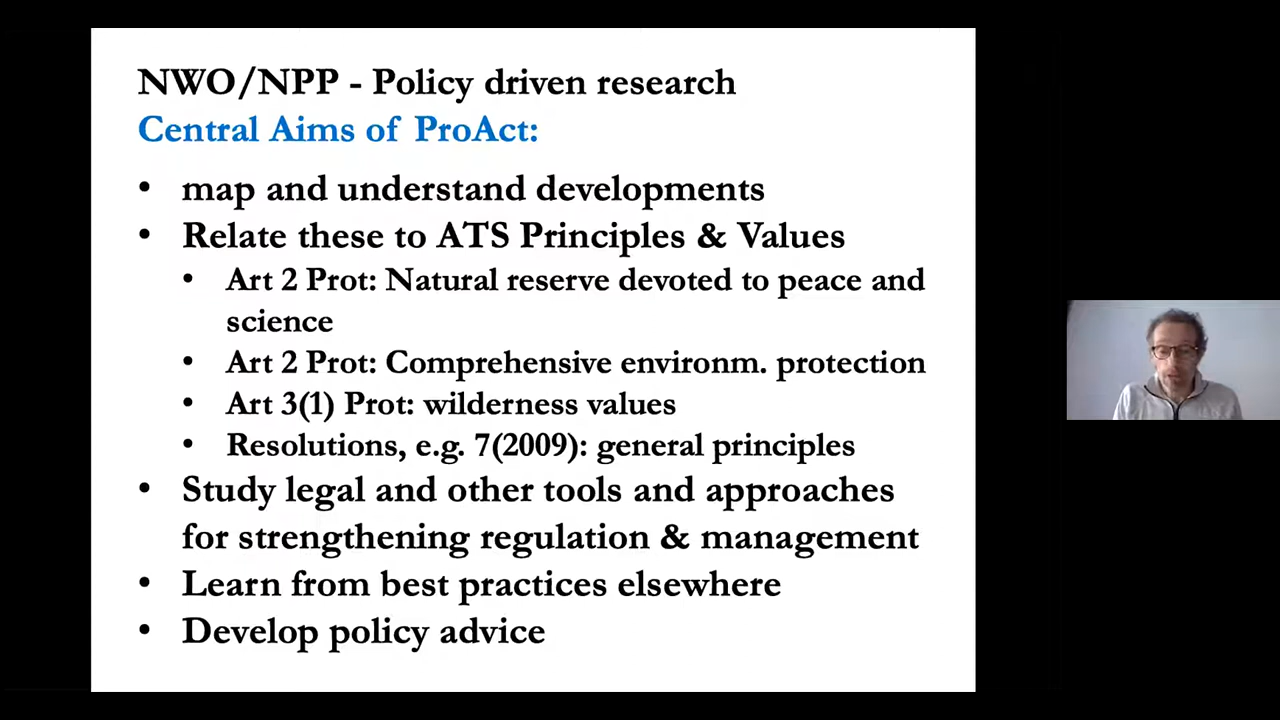 NWO/NPP - Policy driven research
Central Aims of ProAct:
• map and understand developments
• Relate these to ATS Principles & Values
• Art 2 Prot: Natural reserve devoted to peace and
science
• Art 2 Prot: Comprehensive environm. protection
• Art 3(1) Prot: wilderness values
• Resolutions, e.g. 7(2009): general principles
• Study legal and other tools and approaches
for strengthening regulation & management
• Learn from best practices elsewhere
• Develop policy advice